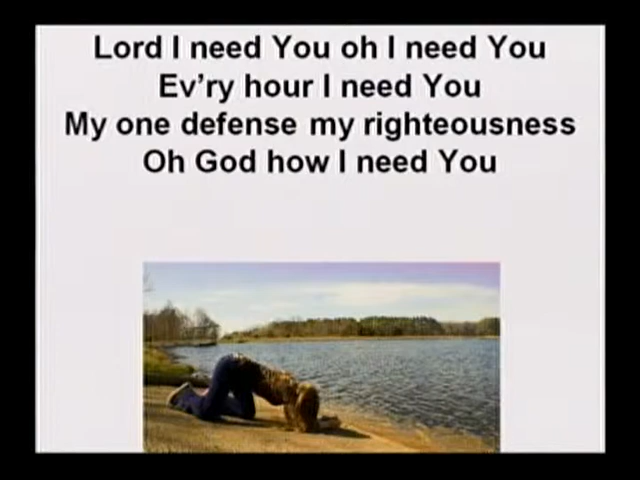 Lord I need You oh I need You
Ev’ry hour I need You
My one defense my righteousness
Oh God how I need You